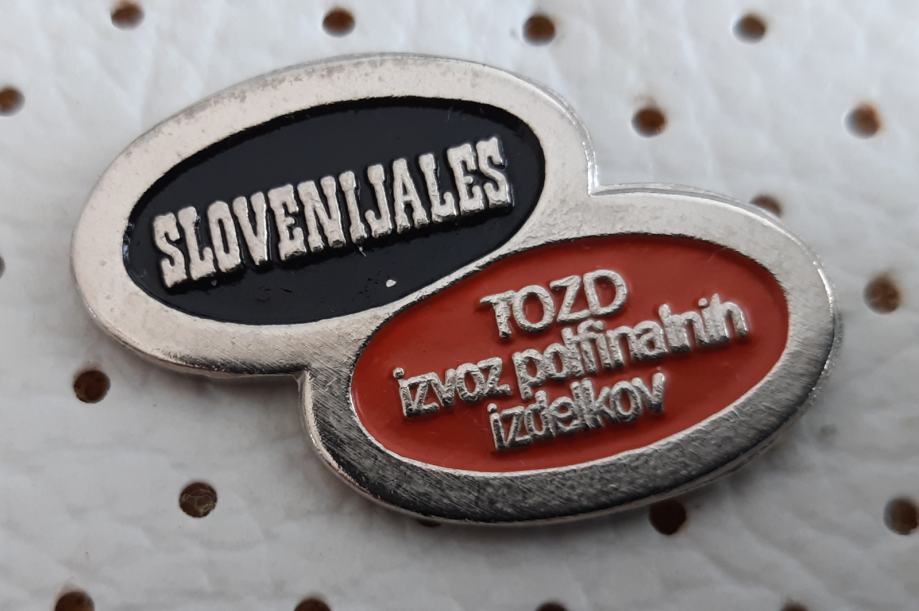 SLOVENIJALES
TOZD
izvoz polfinalnih
izdelkov